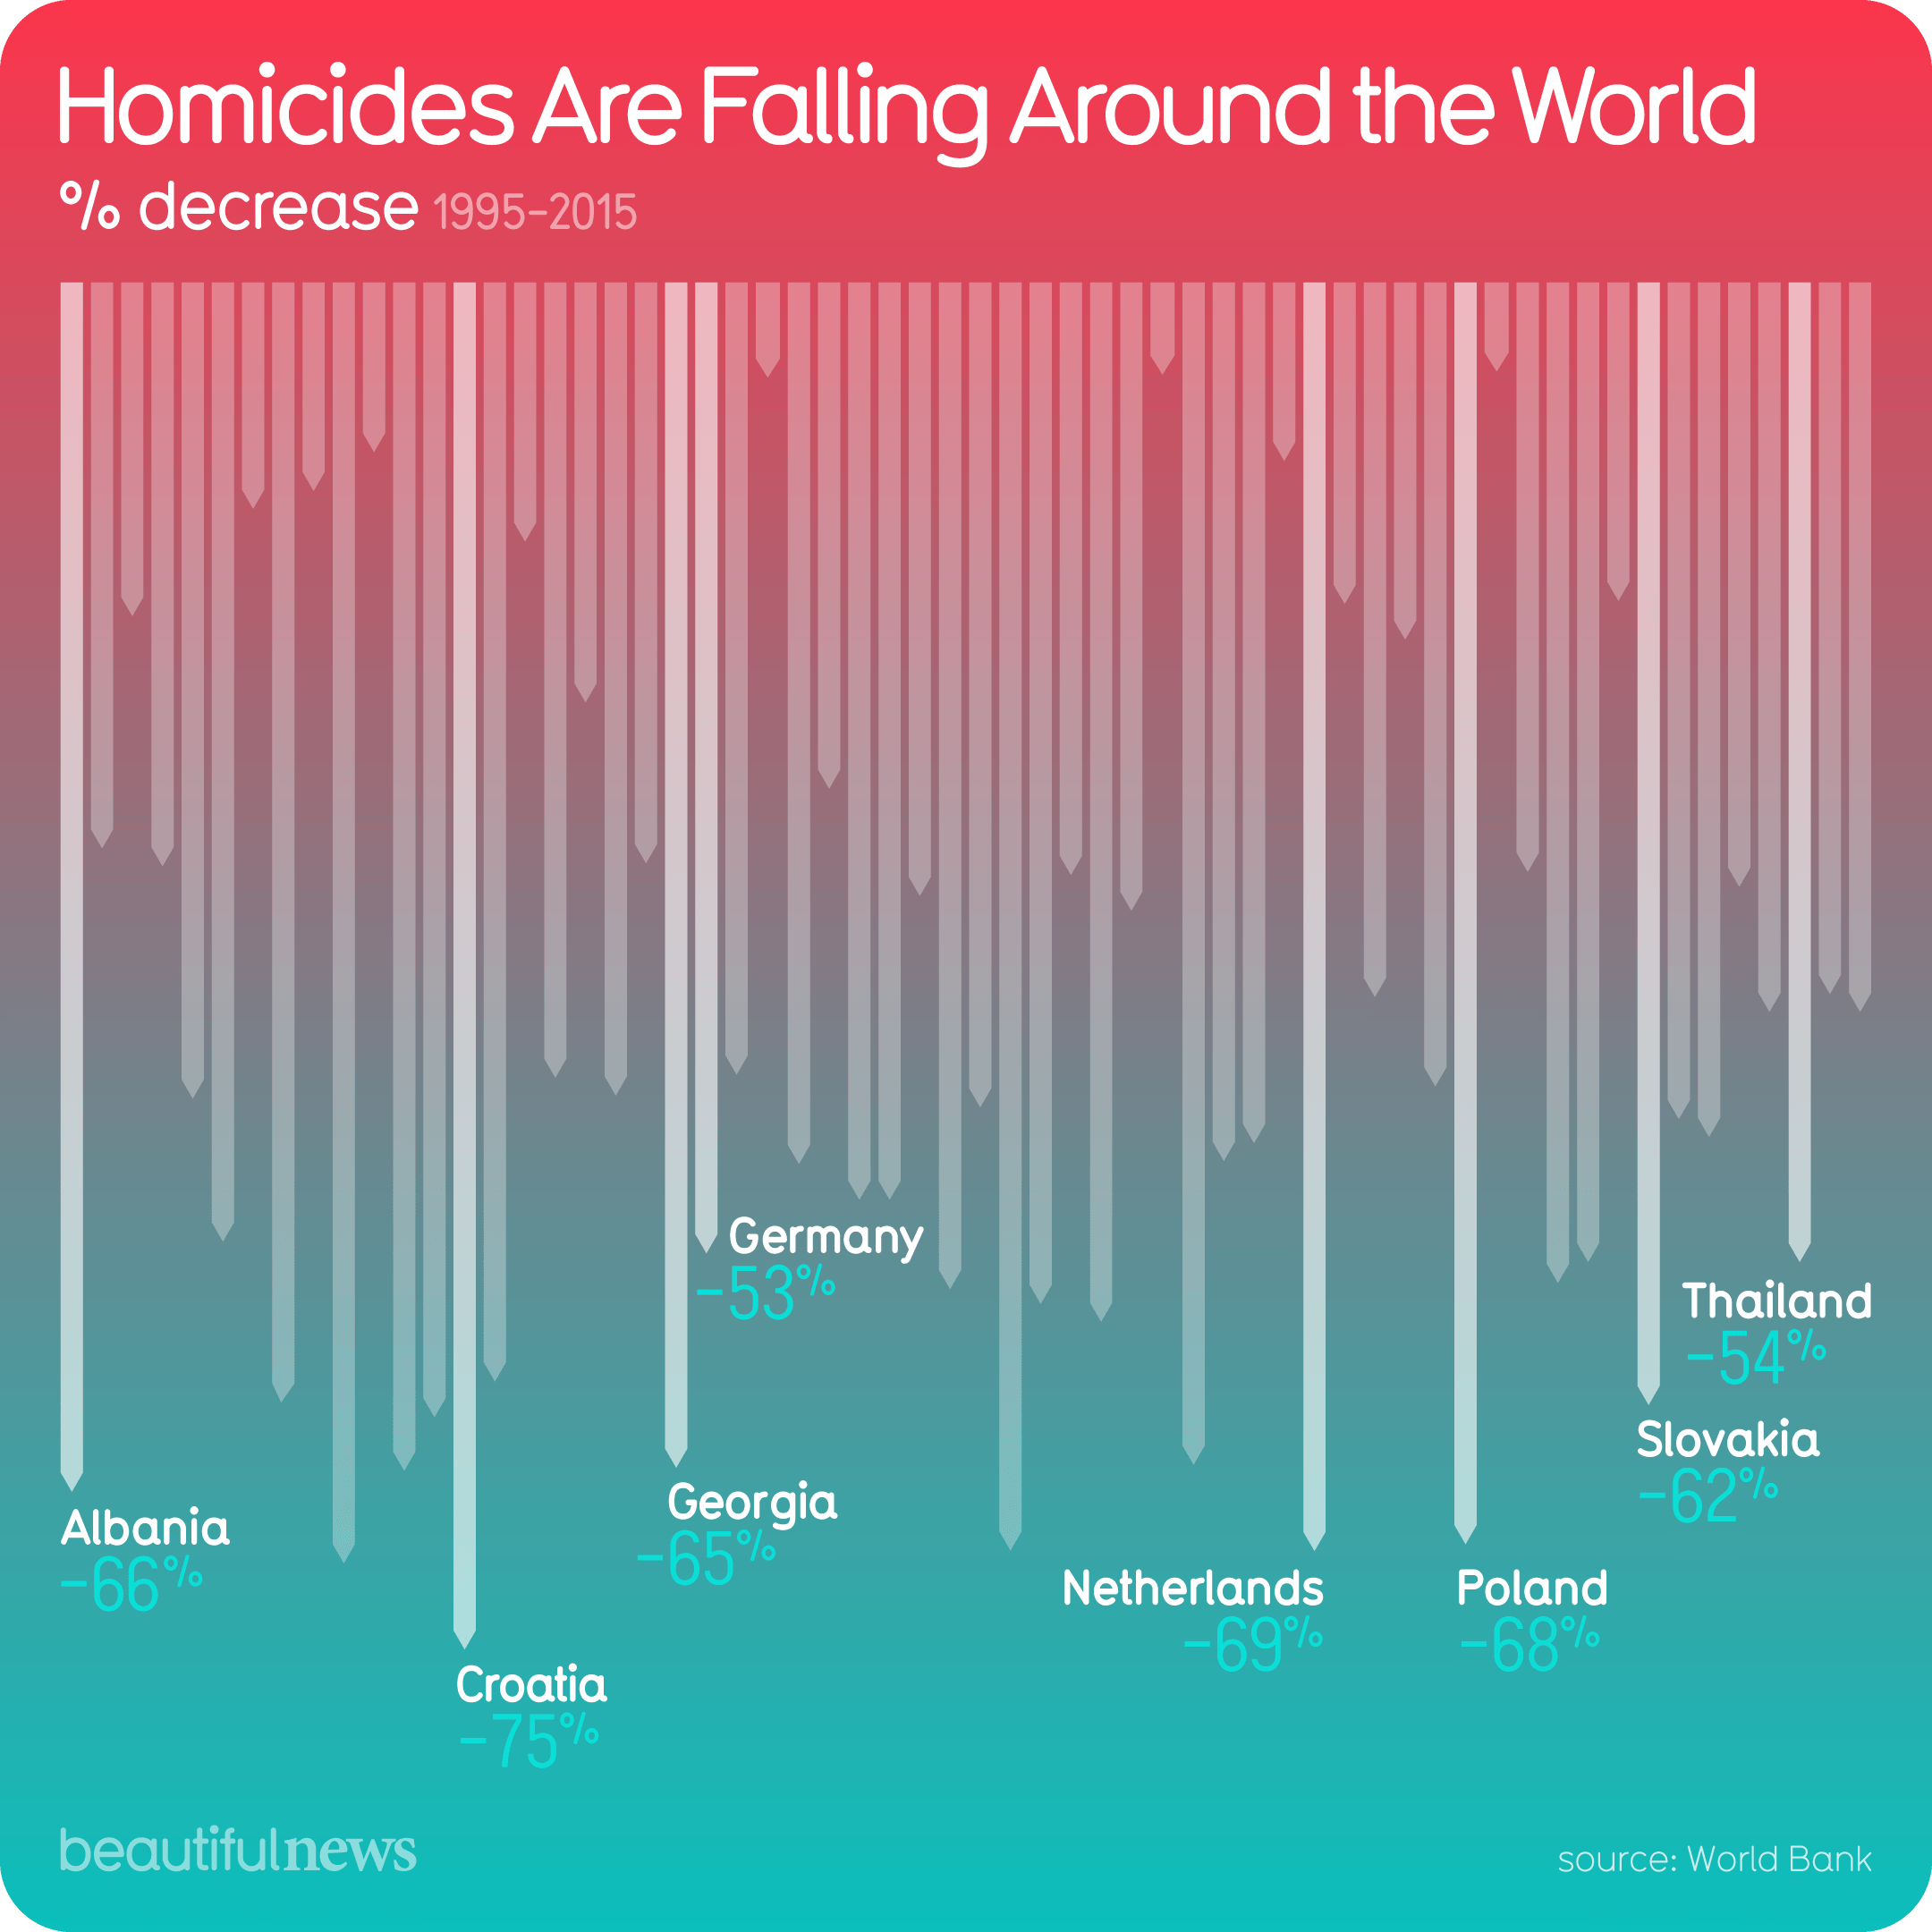 Homicides Are Falling Around the World
% decrease 1995-2015
Germany
-53%
Thailand
-54%
Slovakia
-62%
Georgia
-65%
Albania
-66%
Netherlands
-69%
Poland
-68%
Croatia
-75%
beautifulnews
source: World Bank